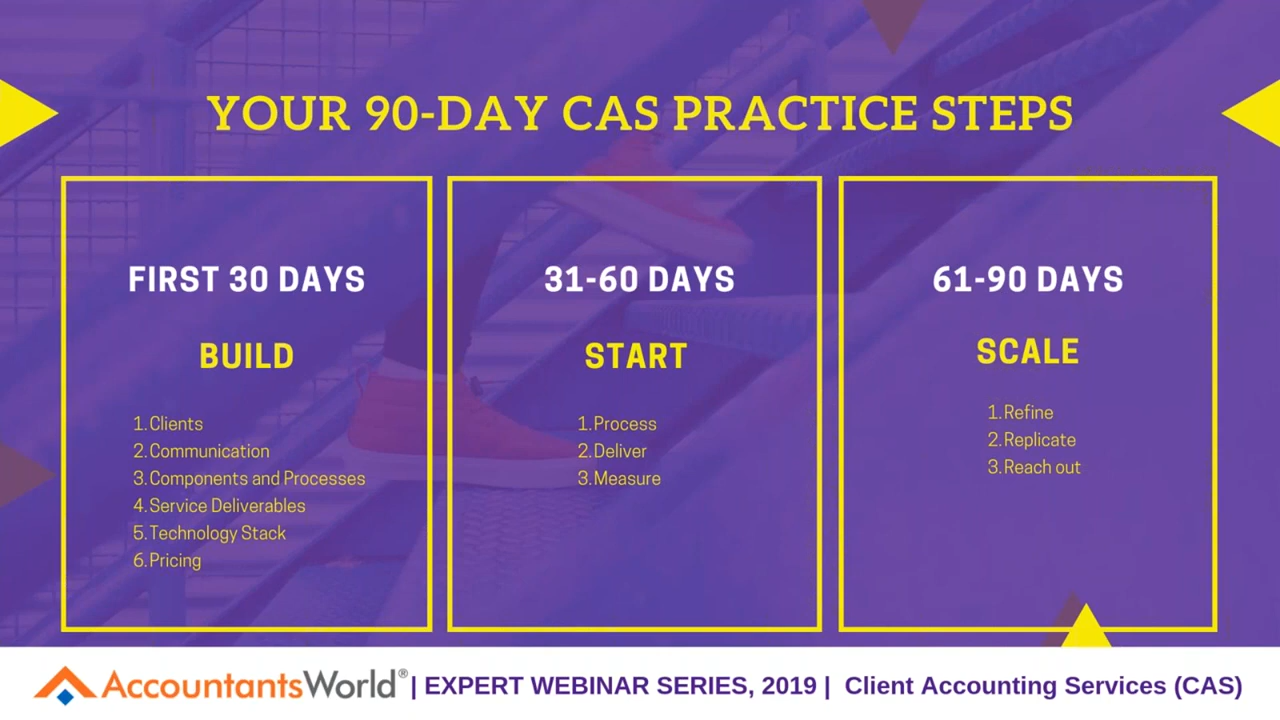 YOUR 90-DAY CAS PRACTICE STEPS
FIRST 30 DAYS
BUILD
1. Clients
2. Communication
3. Components and Processes
4. Service Deliverables
5. Technology Stack
6. Pricing
31-60 DAYS
START
1. Process
2. Deliver
3. Measure
61-90 DAYS
SCALE
1. Refine
2. Replicate
3. Reach out
AccountantsWorld® | EXPERT WEBINAR SERIES, 2019 | Client Accounting Services (CAS)